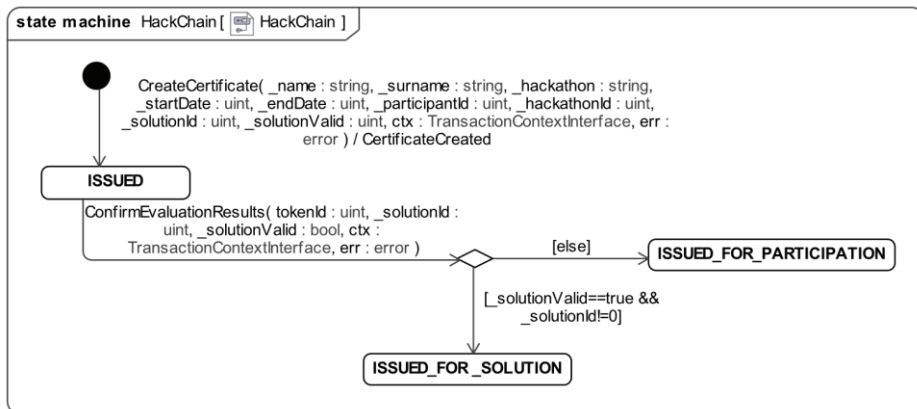 state machine HackChain [ HackChain ]
CreateCertificate( _name : string, _surname : string, _hackathon : string,
_startDate : uint, _endDate : uint, _participantId : uint, _hackathonId : uint,
_solutionId : uint, _solutionValid : uint, ctx : TransactionContextInterface, err :
error ) / CertificateCreated
ISSUED
ConfirmEvaluationResults( tokenId : uint, _solutionId :
uint, _solutionValid : bool, ctx :
TransactionContextInterface, err : error )
[else]
ISSUED_FOR_PARTICIPATION
[_solutionValid==true &&
_solutionId!=0]
ISSUED_FOR _SOLUTION